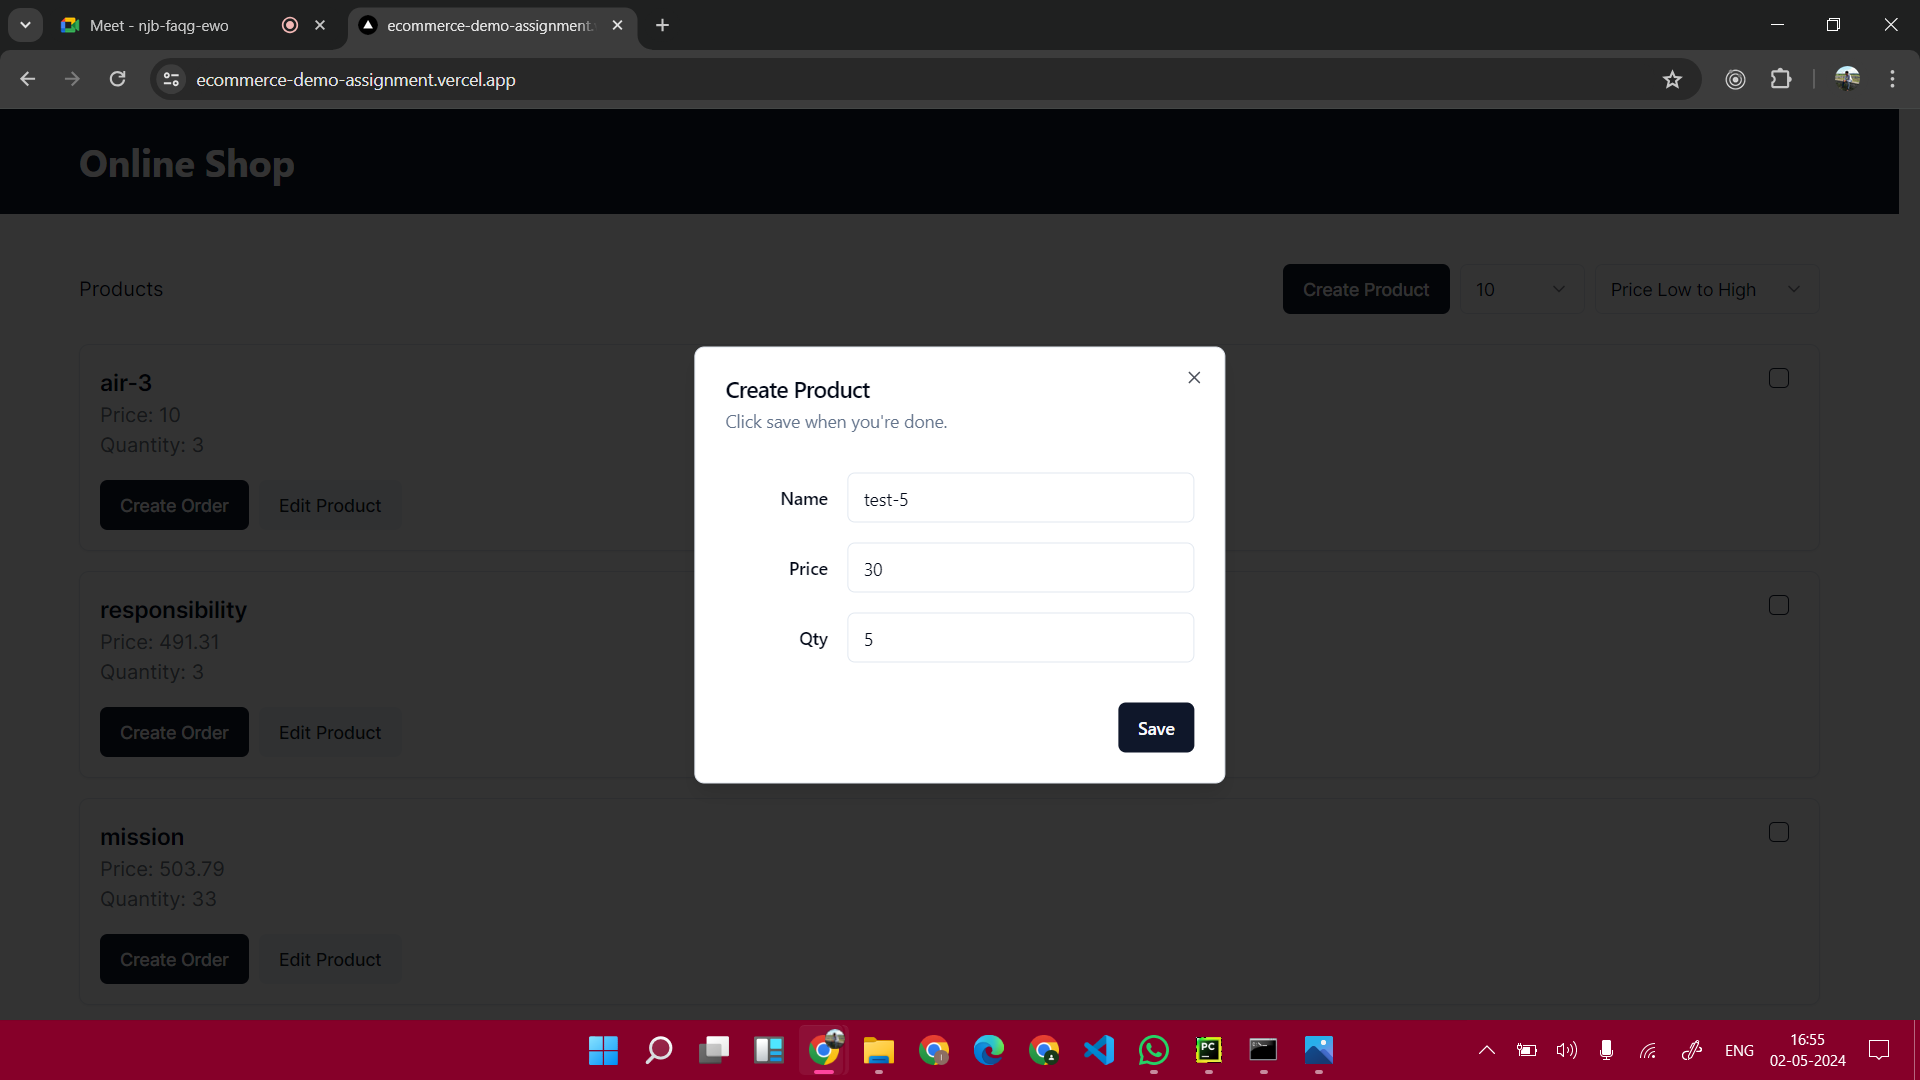 Meet - njb-faqg-ewo
ecommerce-demo-assignment.
ecommerce-demo-assignment.vercel.app
Online Shop
Products
Create Product
10
Price Low to High
air-3
Price: 10
Quantity: 3
Create Order
Edit Product
responsibility
Price: 491.31
Quantity: 3
Create Order
Edit Product
mission
Price: 503.79
Quantity: 33
Create Order
Edit Product
Create Product
Click save when you're done.
Name
test-5
Price
30
Qty
5
Save
PC
ENG
16:55
02-05-2024